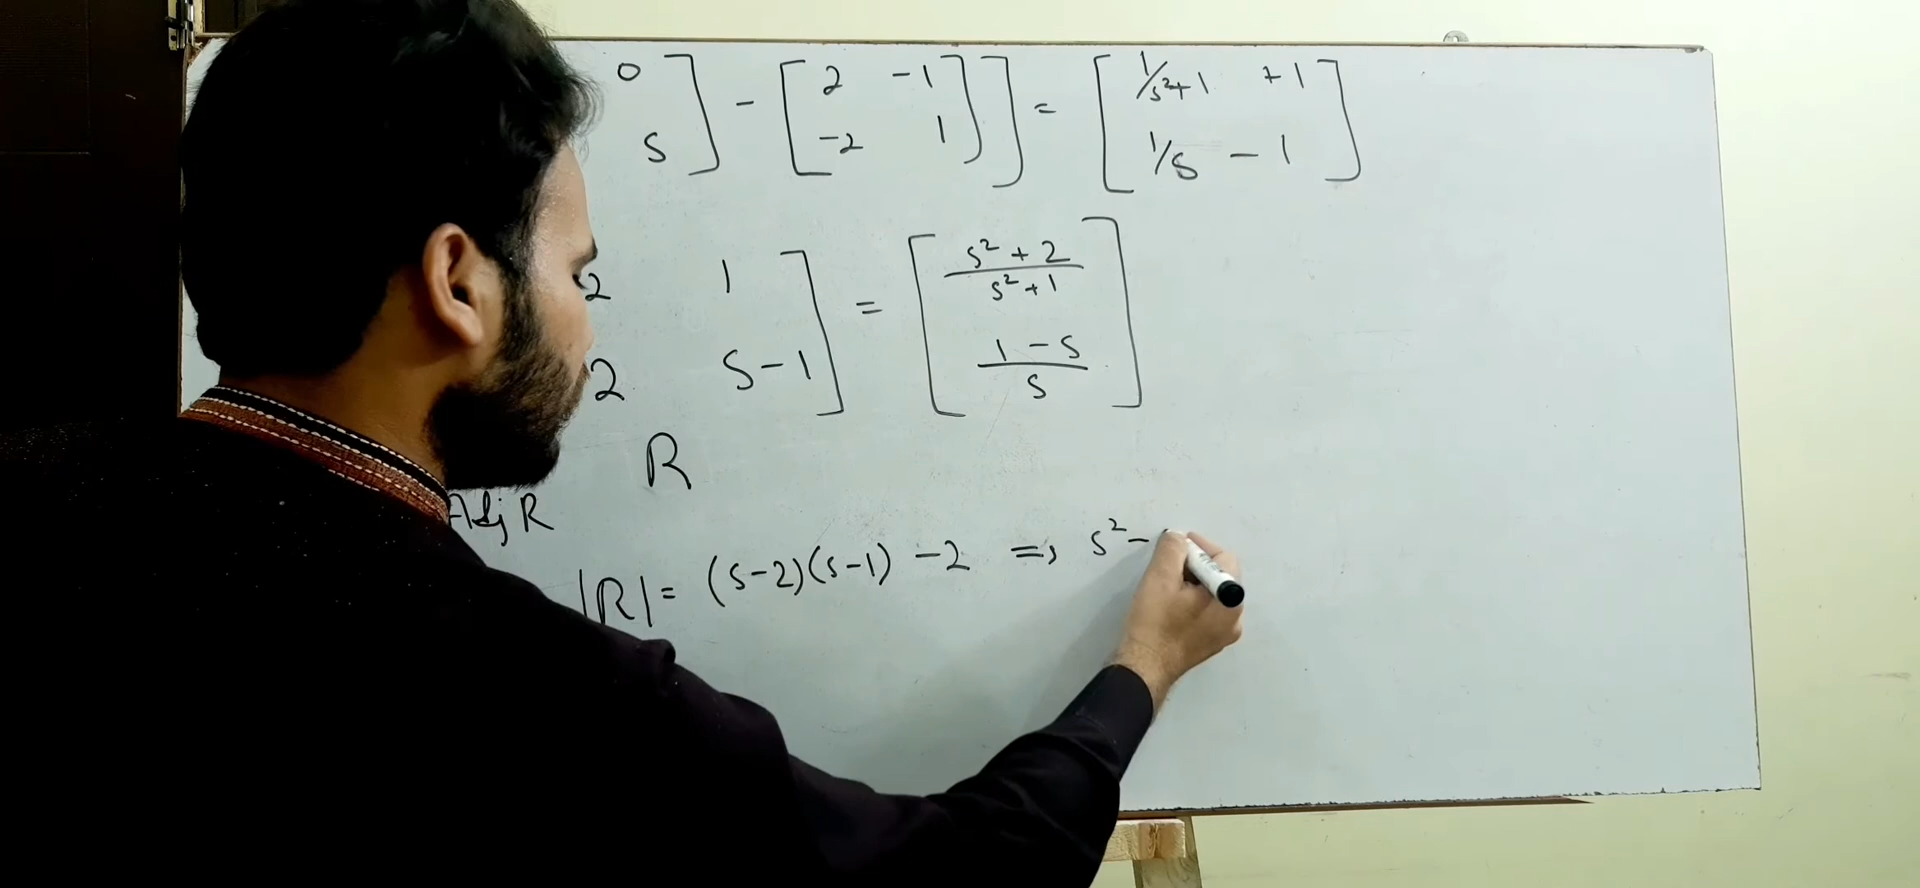 0 ] - [ 2 -1 ] ] = [ 1/s²+1 +1 ]
s ] - [ -2 1 ] ] = [ 1/s - 1 ]
2 1 ] = [ s² + 2 / s² + 1 ]
2 s-1 ] = [ 1 - s / s ]
R
Adj R
|R| = (s-2)(s-1) -2 => s² -